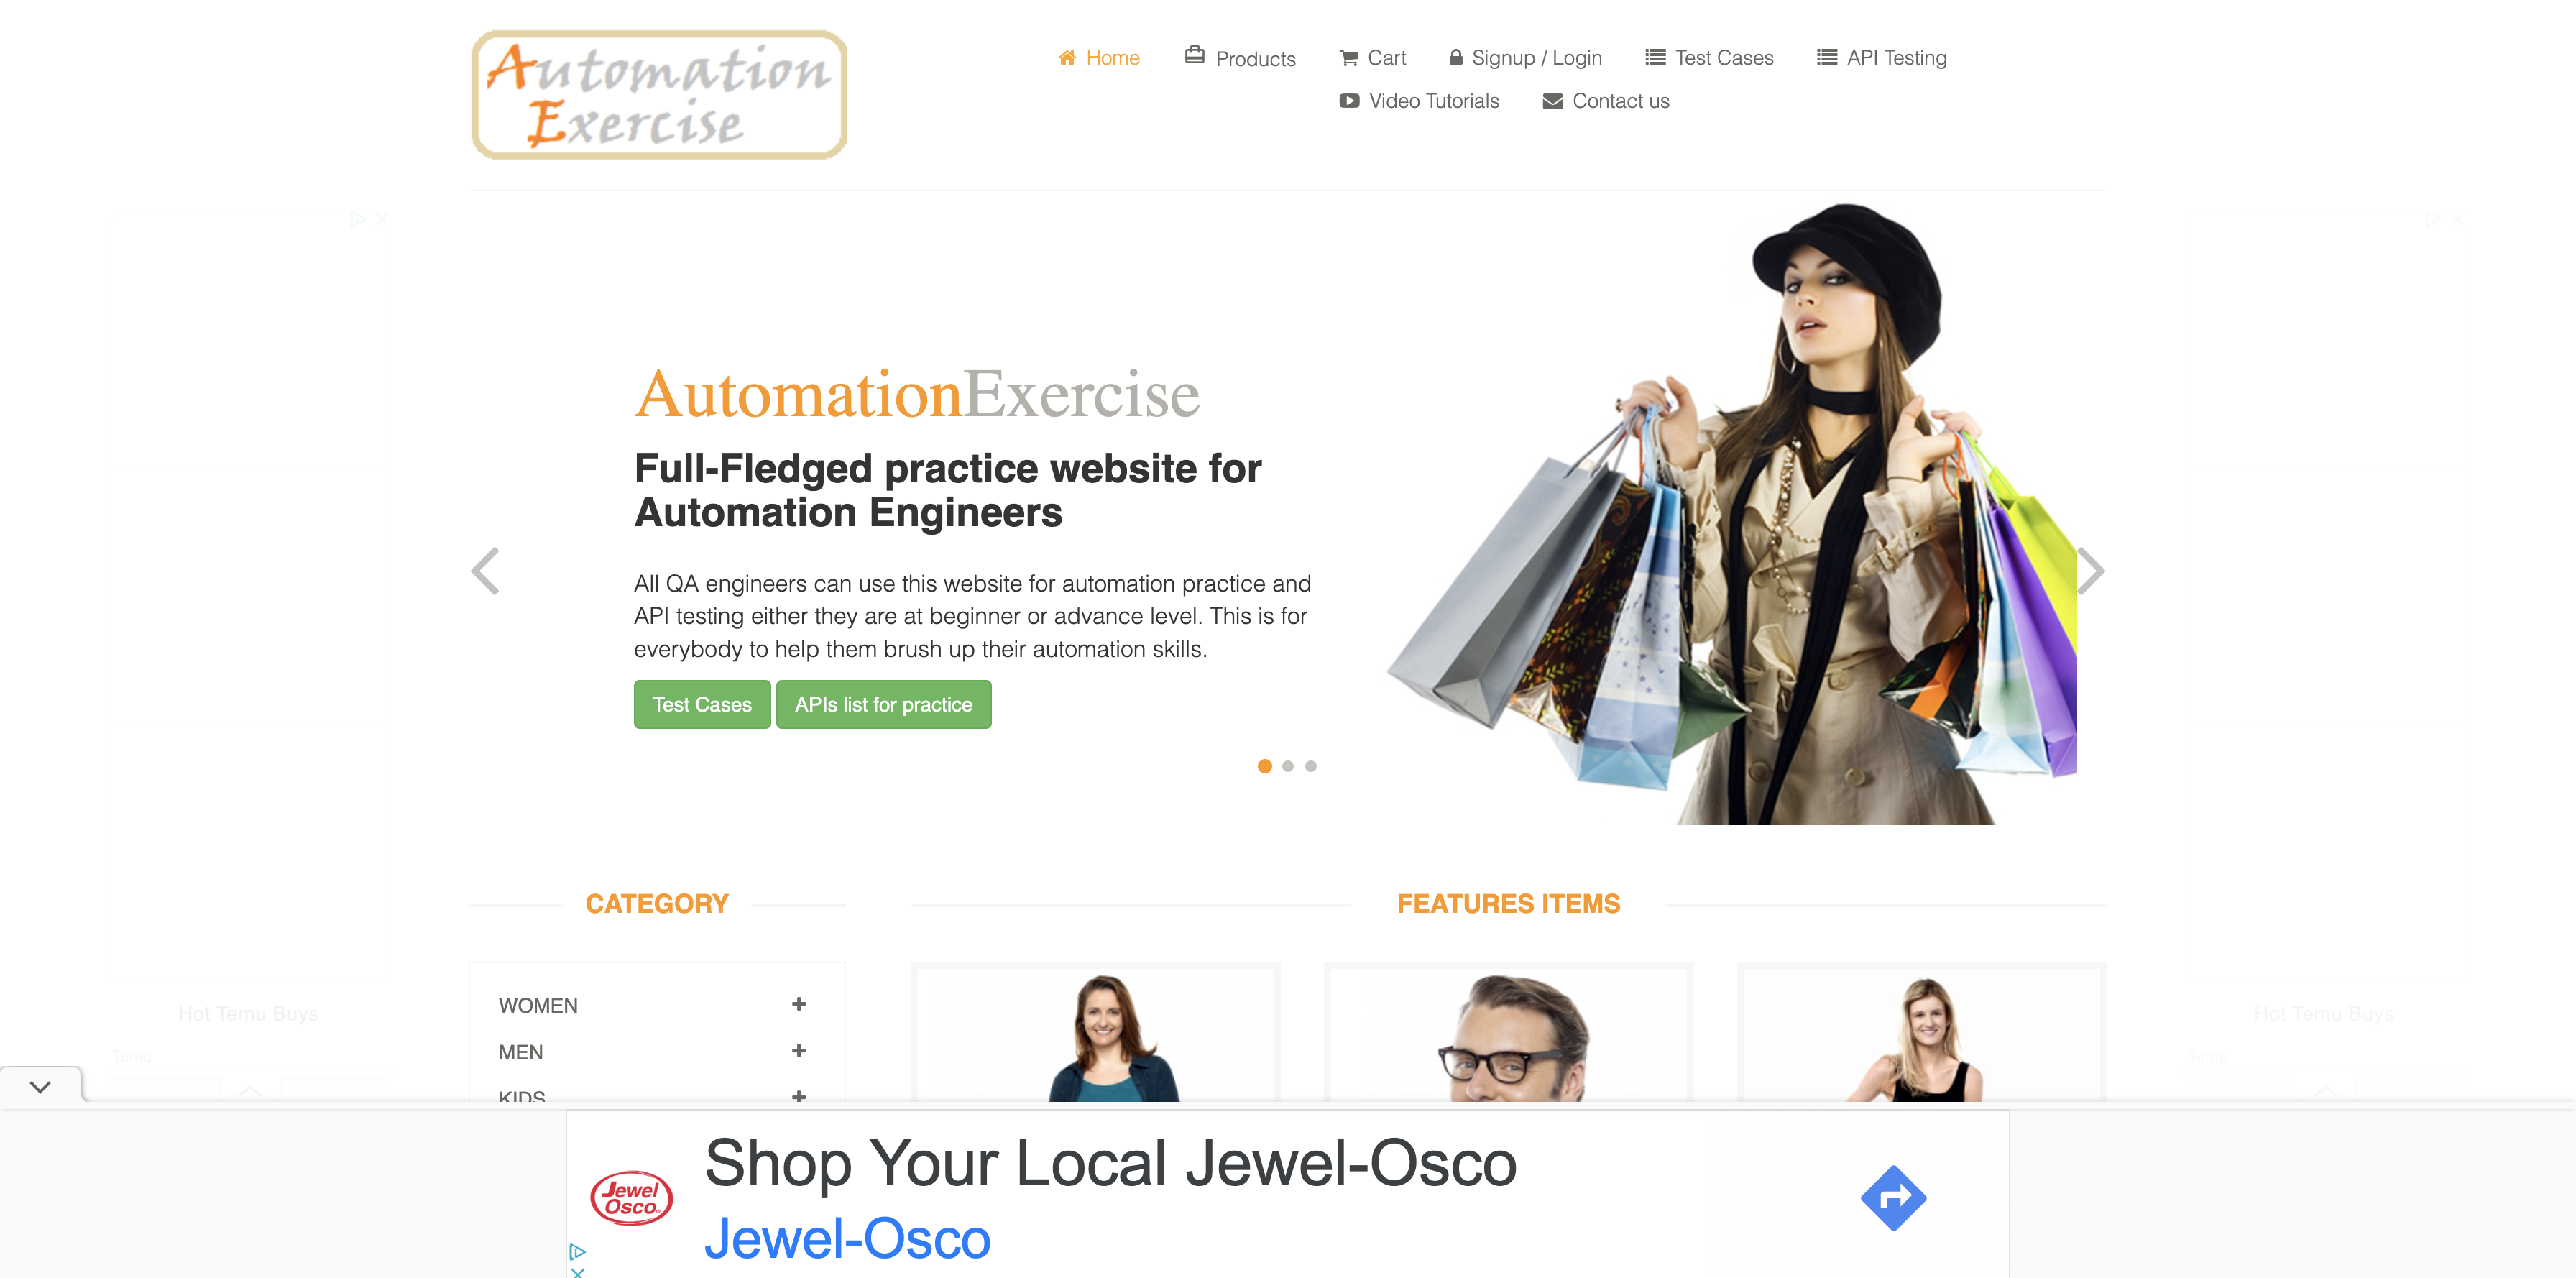 Automation
Exercise
Home
Products
Cart
Signup / Login
Test Cases
API Testing
Video Tutorials
Contact us
AutomationExercise
Full-Fledged practice website for
Automation Engineers
All QA engineers can use this website for automation practice and
API testing either they are at beginner or advance level. This is for
everybody to help them brush up their automation skills.
Test Cases
APIs list for practice
CATEGORY
FEATURES ITEMS
WOMEN
MEN
KIDS
Hot Temu Buys
Temu
Hot Temu Buys
Temu
Jewel
Osco.
Shop Your Local Jewel-Osco
Jewel-Osco